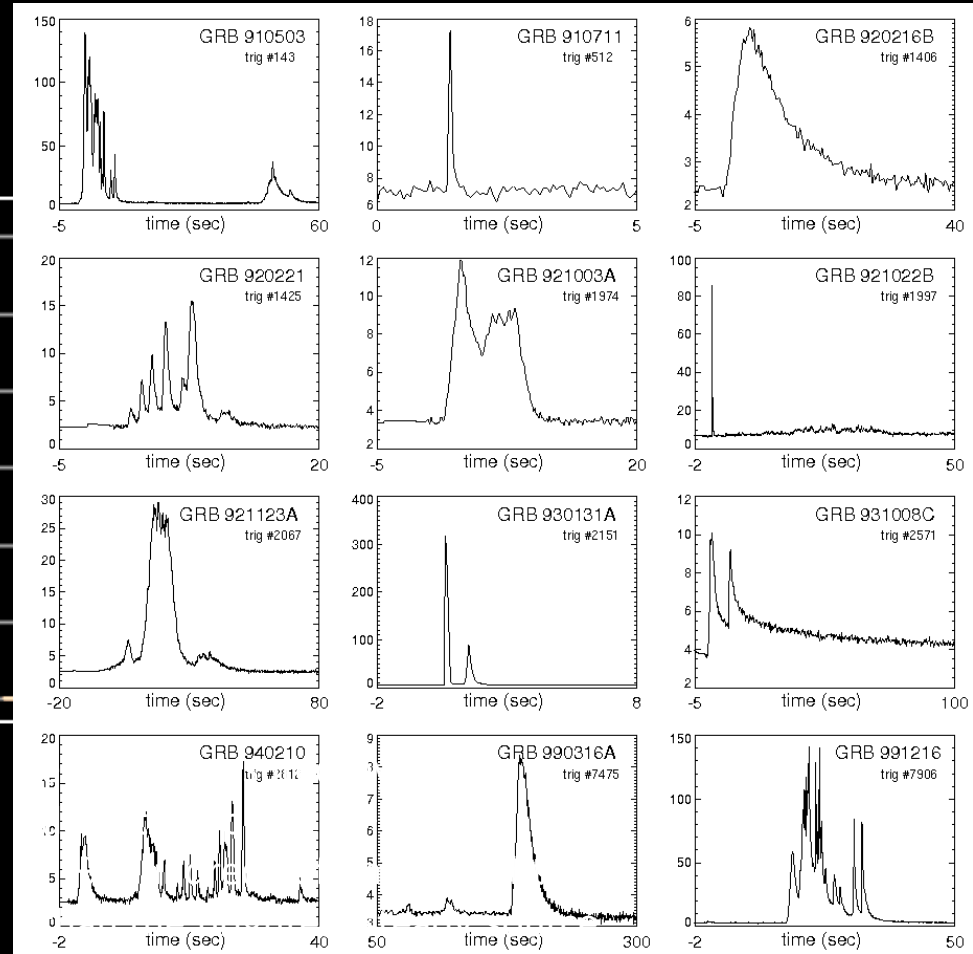 150
100
50
0
GRB 910503
trig #143
-5 time (sec) 60
18
16
14
12
10
8
6
GRB 910711
trig #512
0 time (sec) 5
6
5
4
3
2
GRB 920216B
trig #1406
-5 time (sec) 40
20
15
10
5
0
GRB 920221
trig #1425
-5 time (sec) 20
12
10
8
6
4
2
GRB 921003A
trig #1974
-5 time (sec) 20
100
80
60
40
20
0
GRB 921022B
trig #1997
-2 time (sec) 50
30
25
20
15
10
5
0
GRB 921123A
trig #2067
-20 time (sec) 80
400
300
200
100
0
GRB 930131A
trig #2151
-2 time (sec) 8
12
10
8
6
4
2
GRB 931008C
trig #2571
-5 time (sec) 100
20
5
0
GRB 940210
-2 time (sec) 40
9
7
6
5
4
3
GRB 990316A
trig #7475
50 time (sec) 300
150
100
50
0
GRB 991216
trig #7906
-2 time (sec) 50